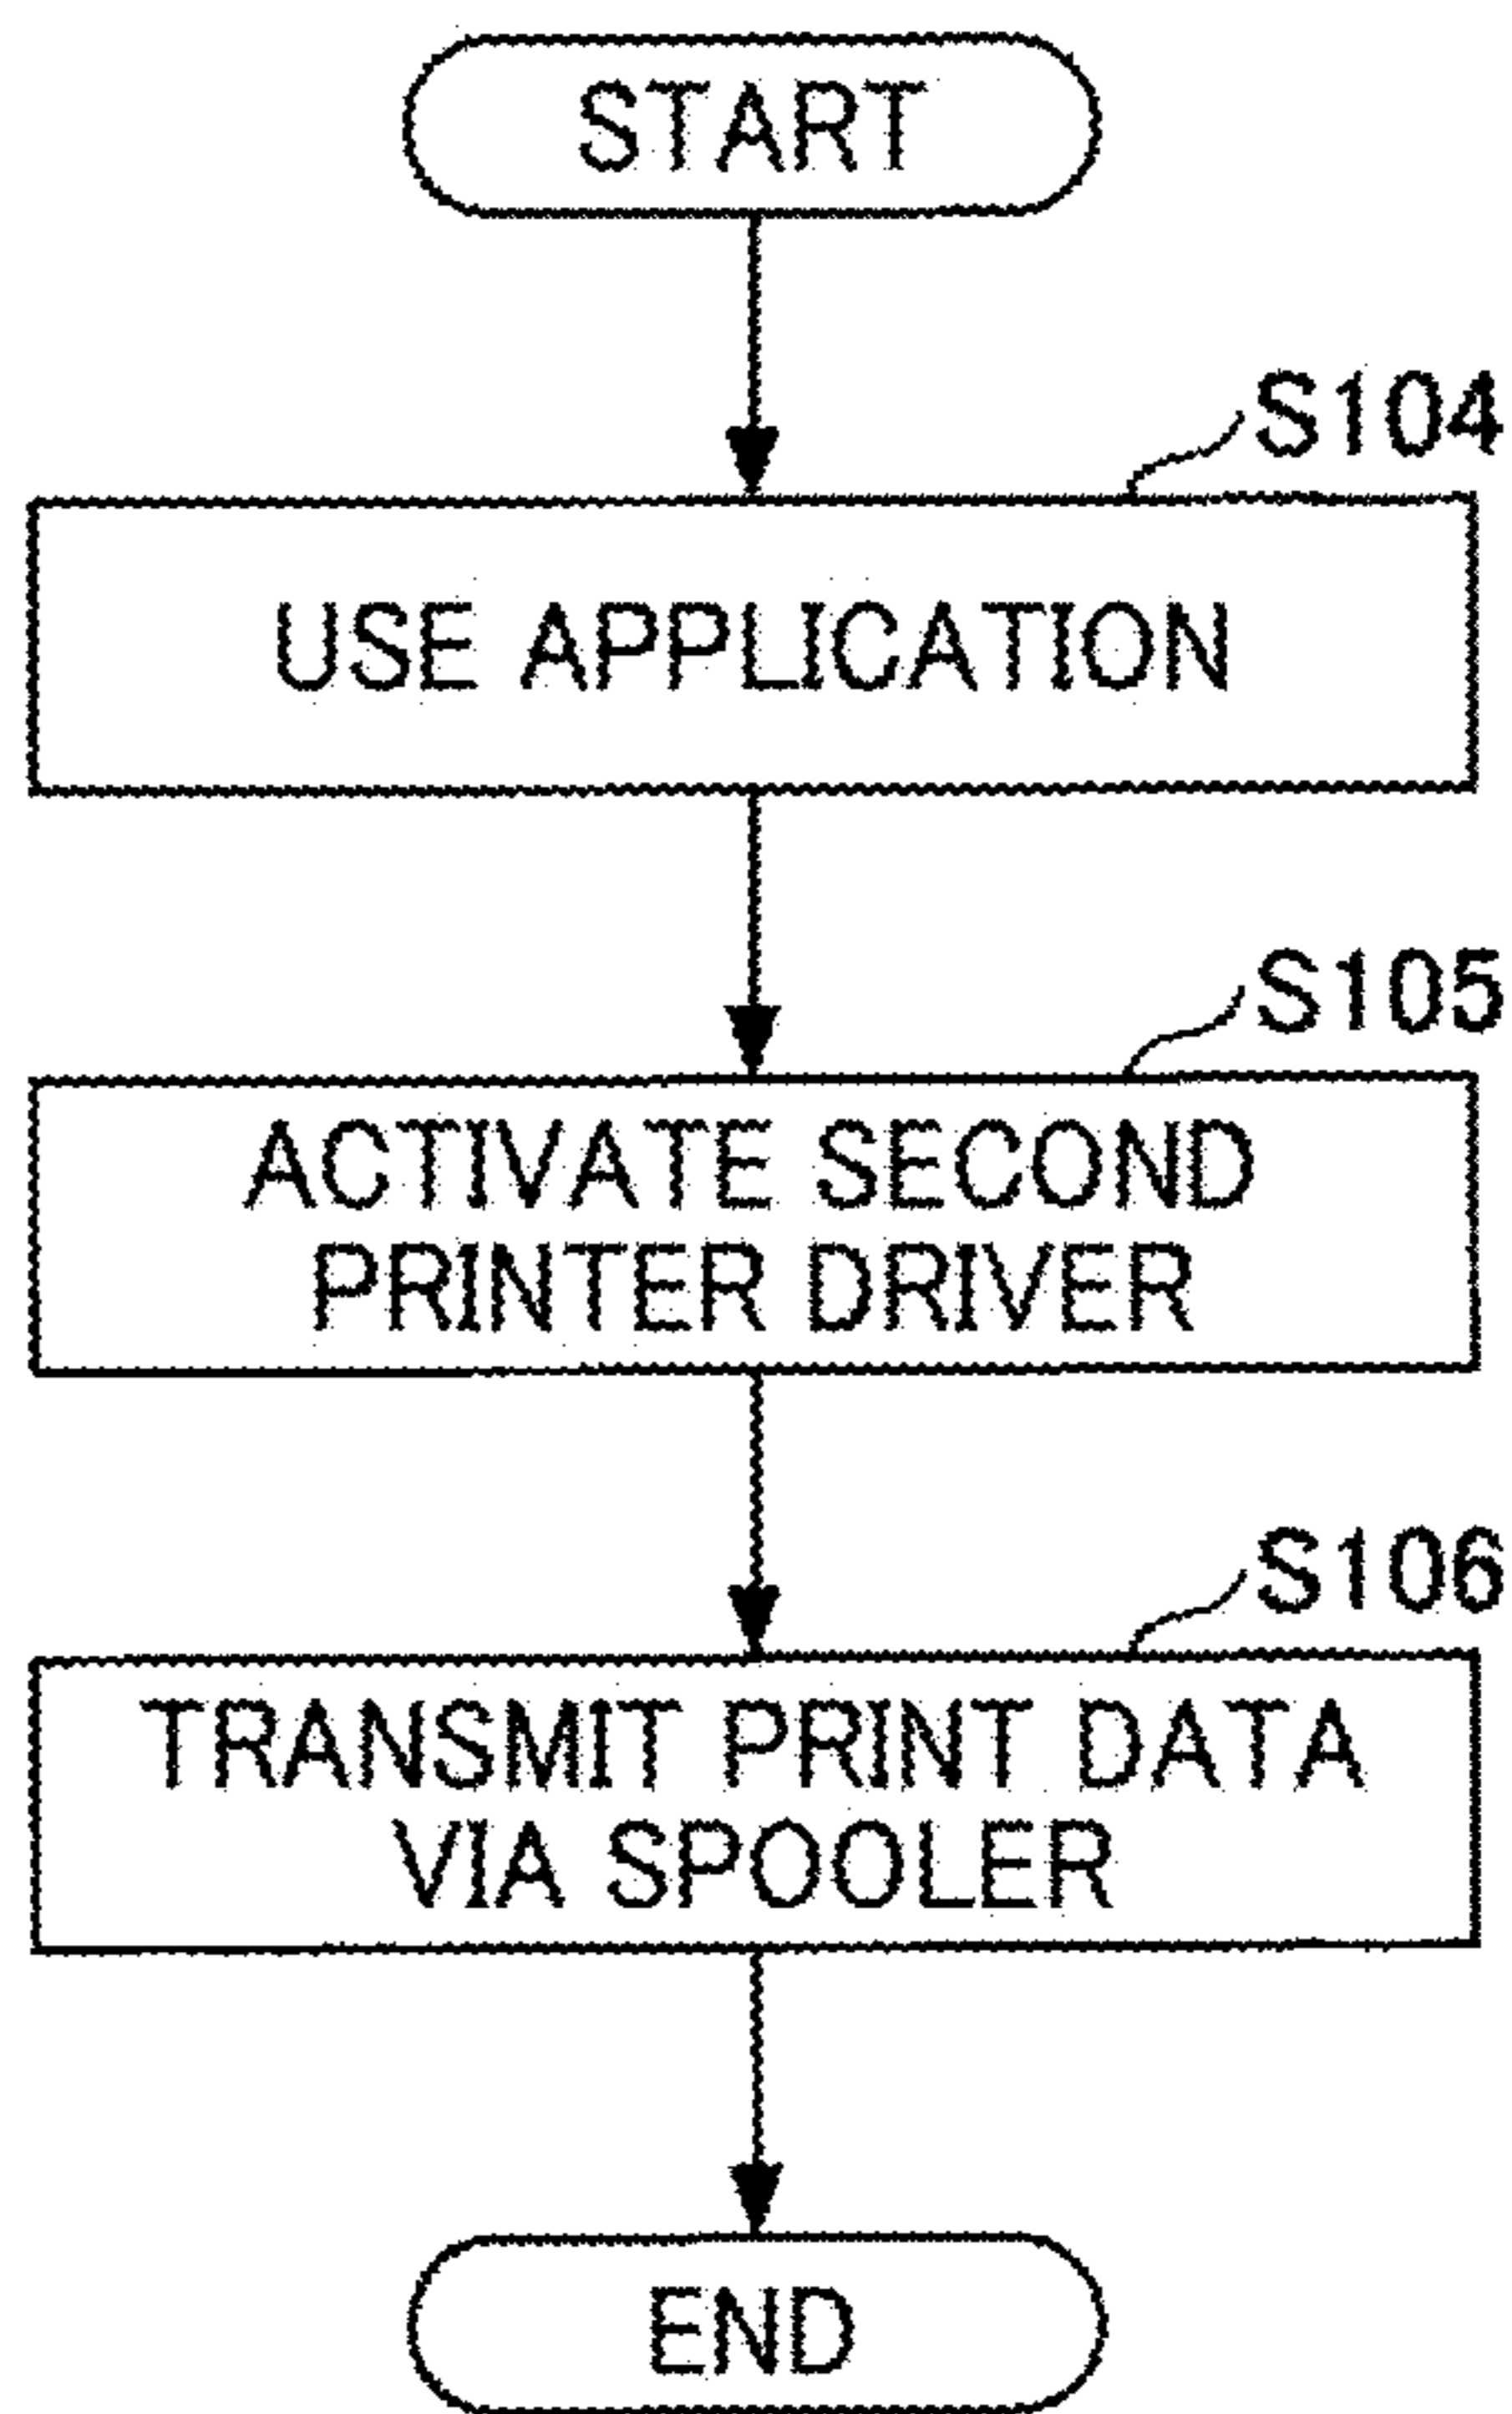 START
S104
USE APPLICATION
S105
ACTIVATE SECOND
PRINTER DRIVER
S106
TRANSMIT PRINT DATA
VIA SPOOLER
END